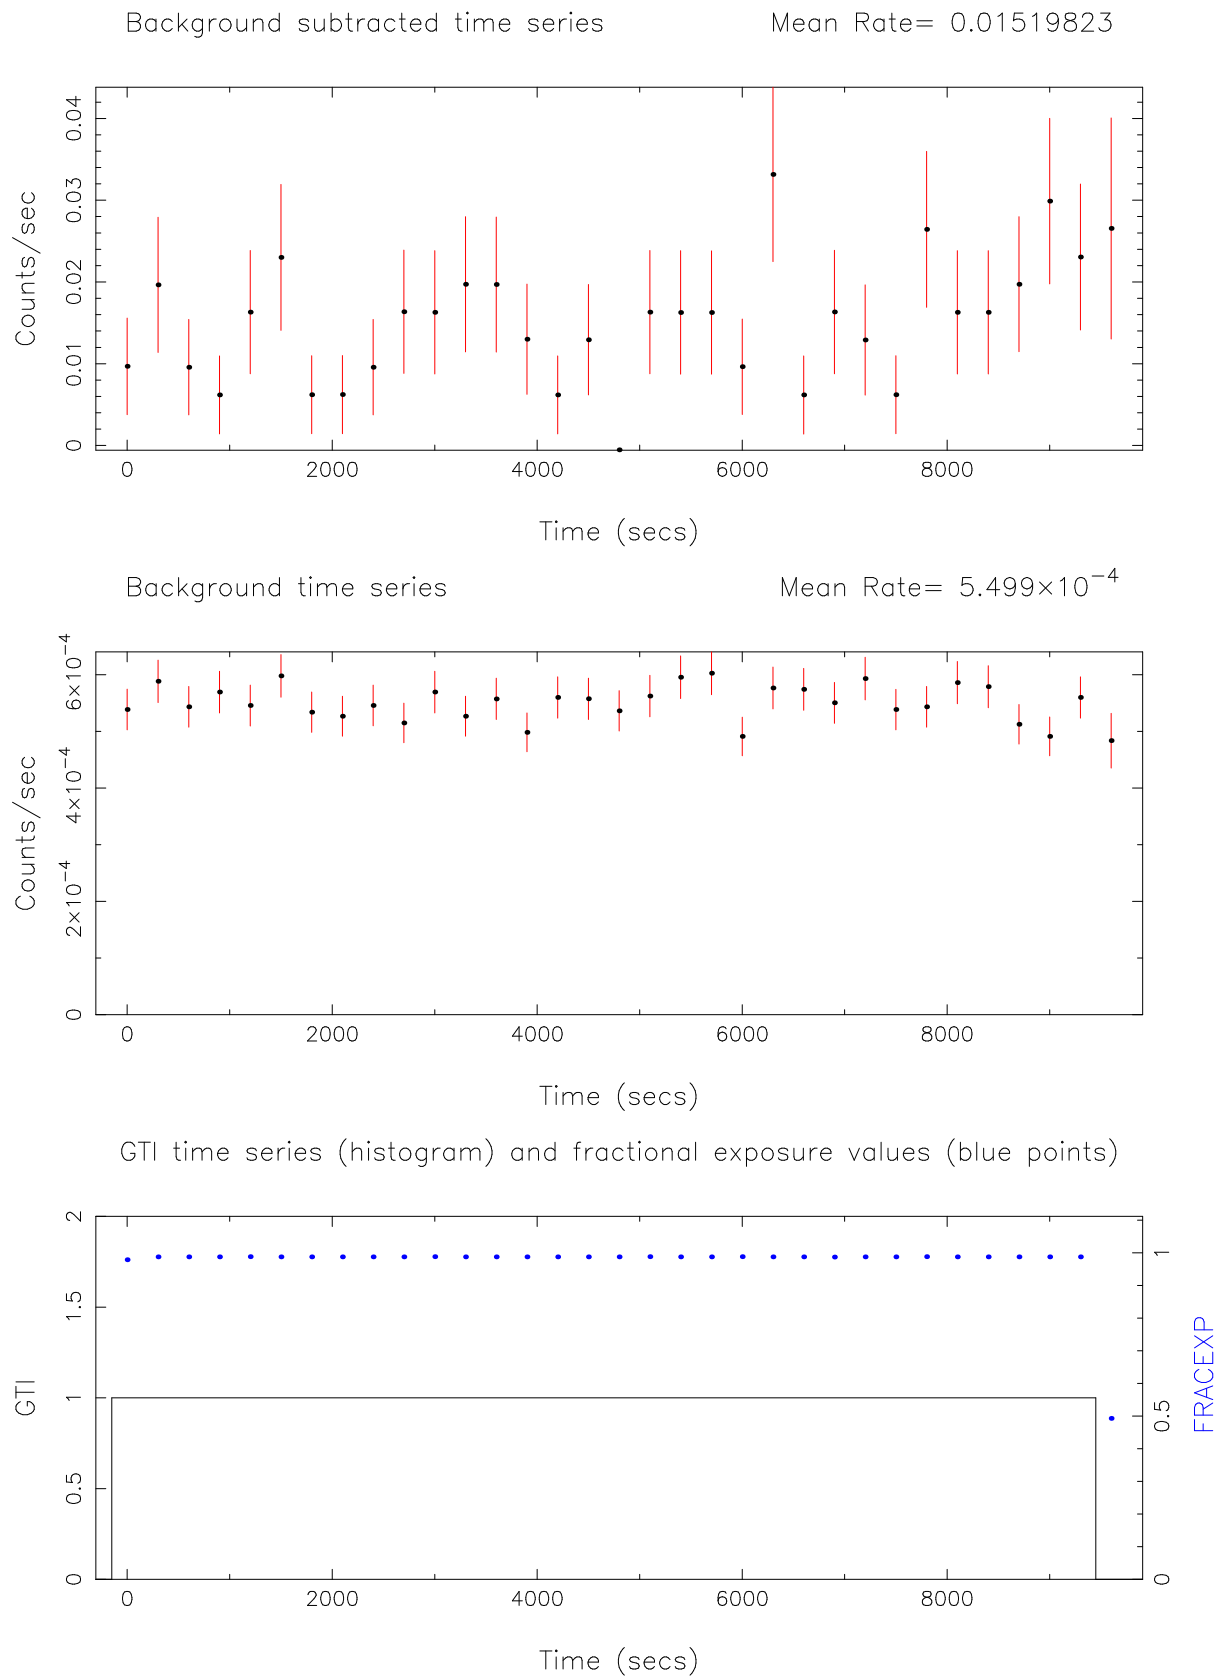 Background subtracted time series Mean Rate= 0.01519823
Counts/sec
0 0.01 0.02 0.03 0.04
0 2000 4000 6000 8000
Time (secs)
Background time series Mean Rate= 5.499×10⁻⁴
Counts/sec
0 2×10⁻⁴ 4×10⁻⁴ 6×10⁻⁴
0 2000 4000 6000 8000
Time (secs)
GTI time series (histogram) and fractional exposure values (blue points)
GTI
0 0.5 1 1.5 2
0 0.5 1
FRACEXP
0 2000 4000 6000 8000
Time (secs)